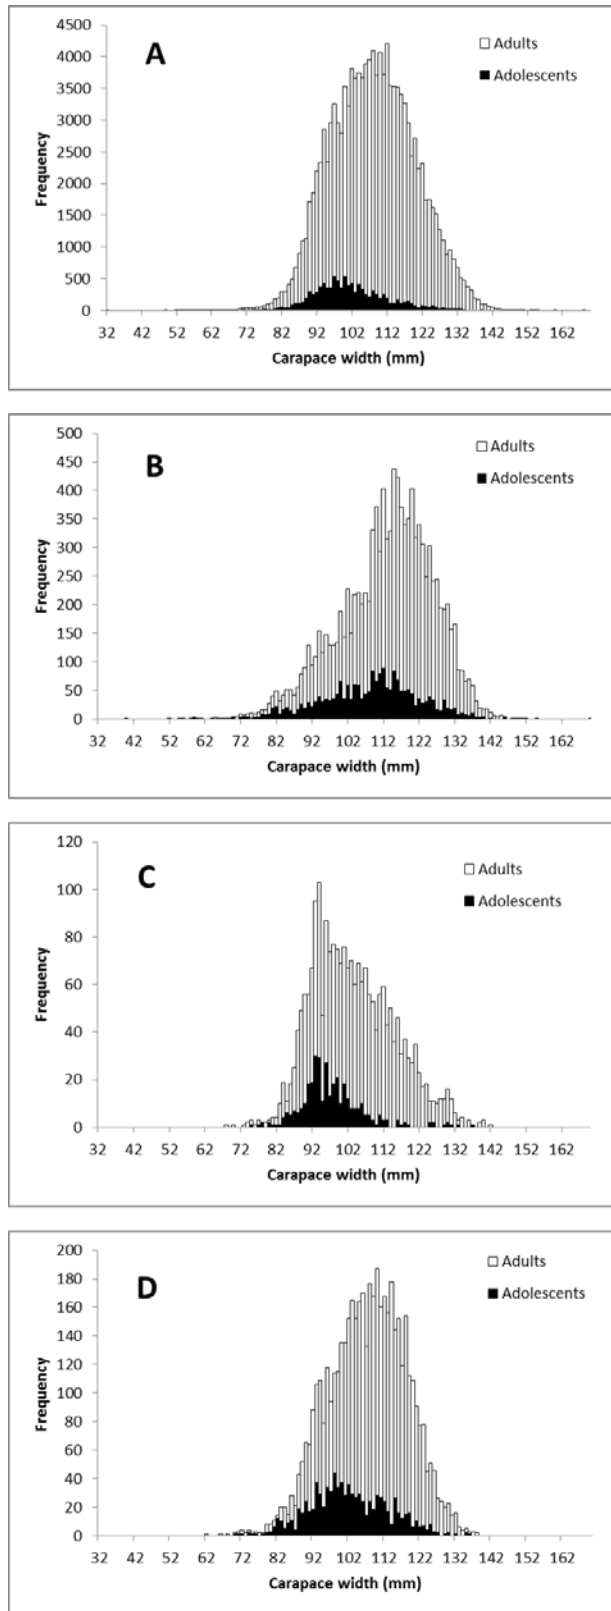 A
Adults
Adolescents
4500
4000
3500
3000
2500
2000
1500
1000
500
0
Frequency
32 42 52 62 72 82 92 102 112 122 132 142 152 162
Carapace width (mm)
B
Adults
Adolescents
500
450
400
350
300
250
200
150
100
50
0
Frequency
32 42 52 62 72 82 92 102 112 122 132 142 152 162
Carapace width (mm)
C
Adults
Adolescents
120
100
80
60
40
20
0
Frequency
32 42 52 62 72 82 92 102 112 122 132 142 152 162
Carapace width (mm)
D
Adults
Adolescents
200
180
160
140
120
100
80
60
40
20
0
Frequency
32 42 52 62 72 82 92 102 112 122 132 142 152 162
Carapace width (mm)